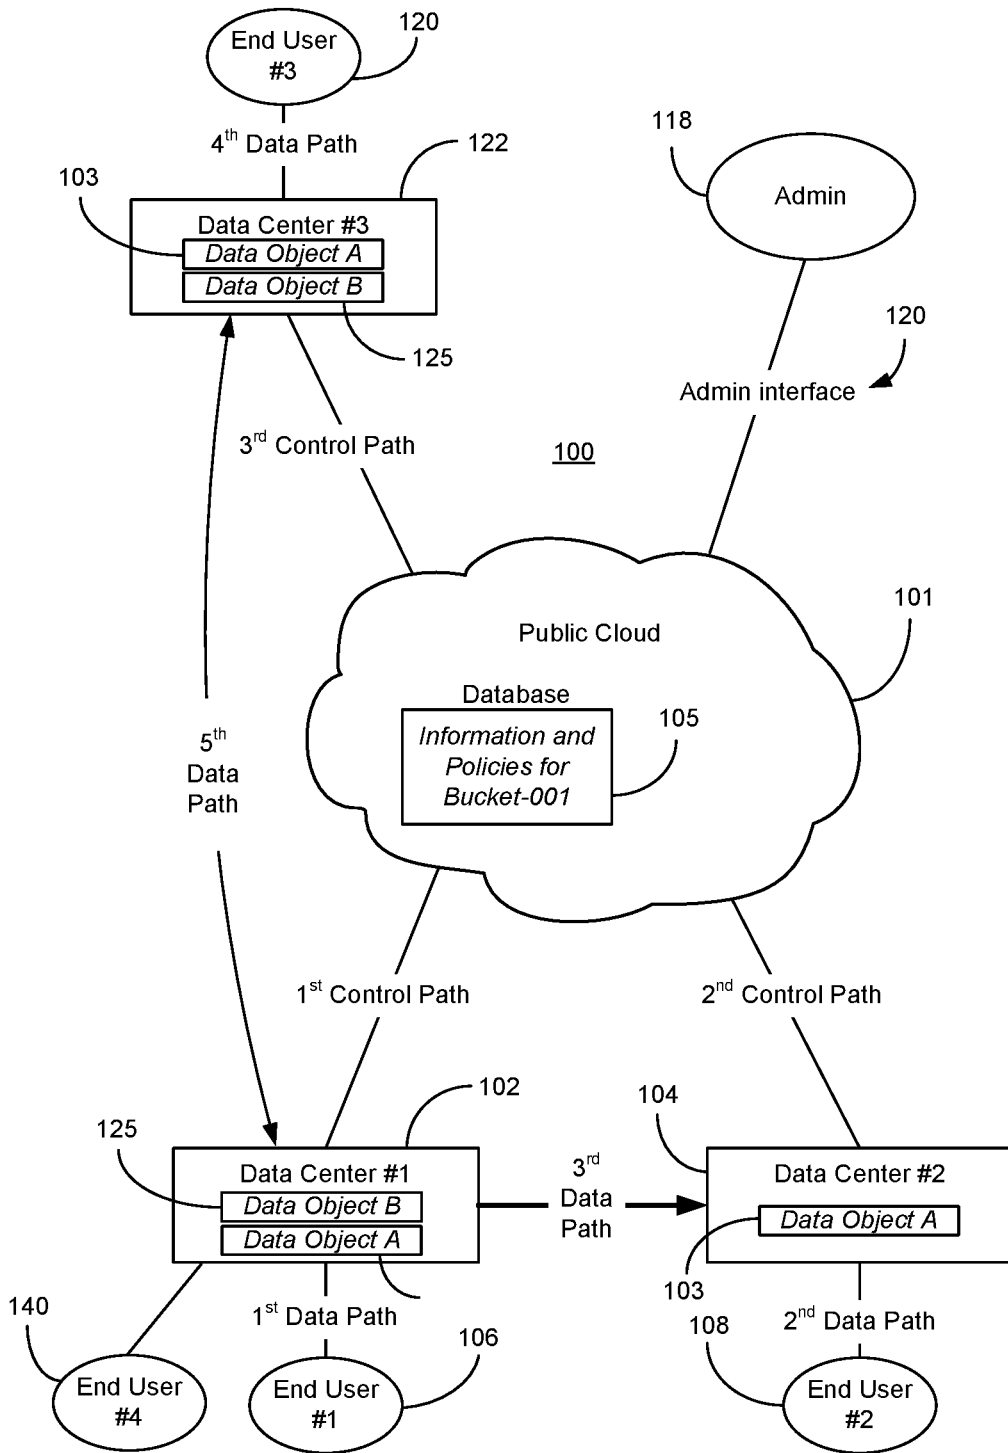 End User
#3
120
4th Data Path
122
118
103
Admin
Data Center #3
Data Object A
Data Object B
125
120
Admin interface
3rd Control Path
100
101
Public Cloud
Database
105
Information and
Policies for
Bucket-001
5th
Data
Path
1st Control Path
2nd Control Path
102
104
125
Data Center #1
Data Object B
Data Object A
3rd
Data
Path
Data Center #2
Data Object A
103
140
1st Data Path
106
108
2nd Data Path
End User
#4
End User
#1
End User
#2